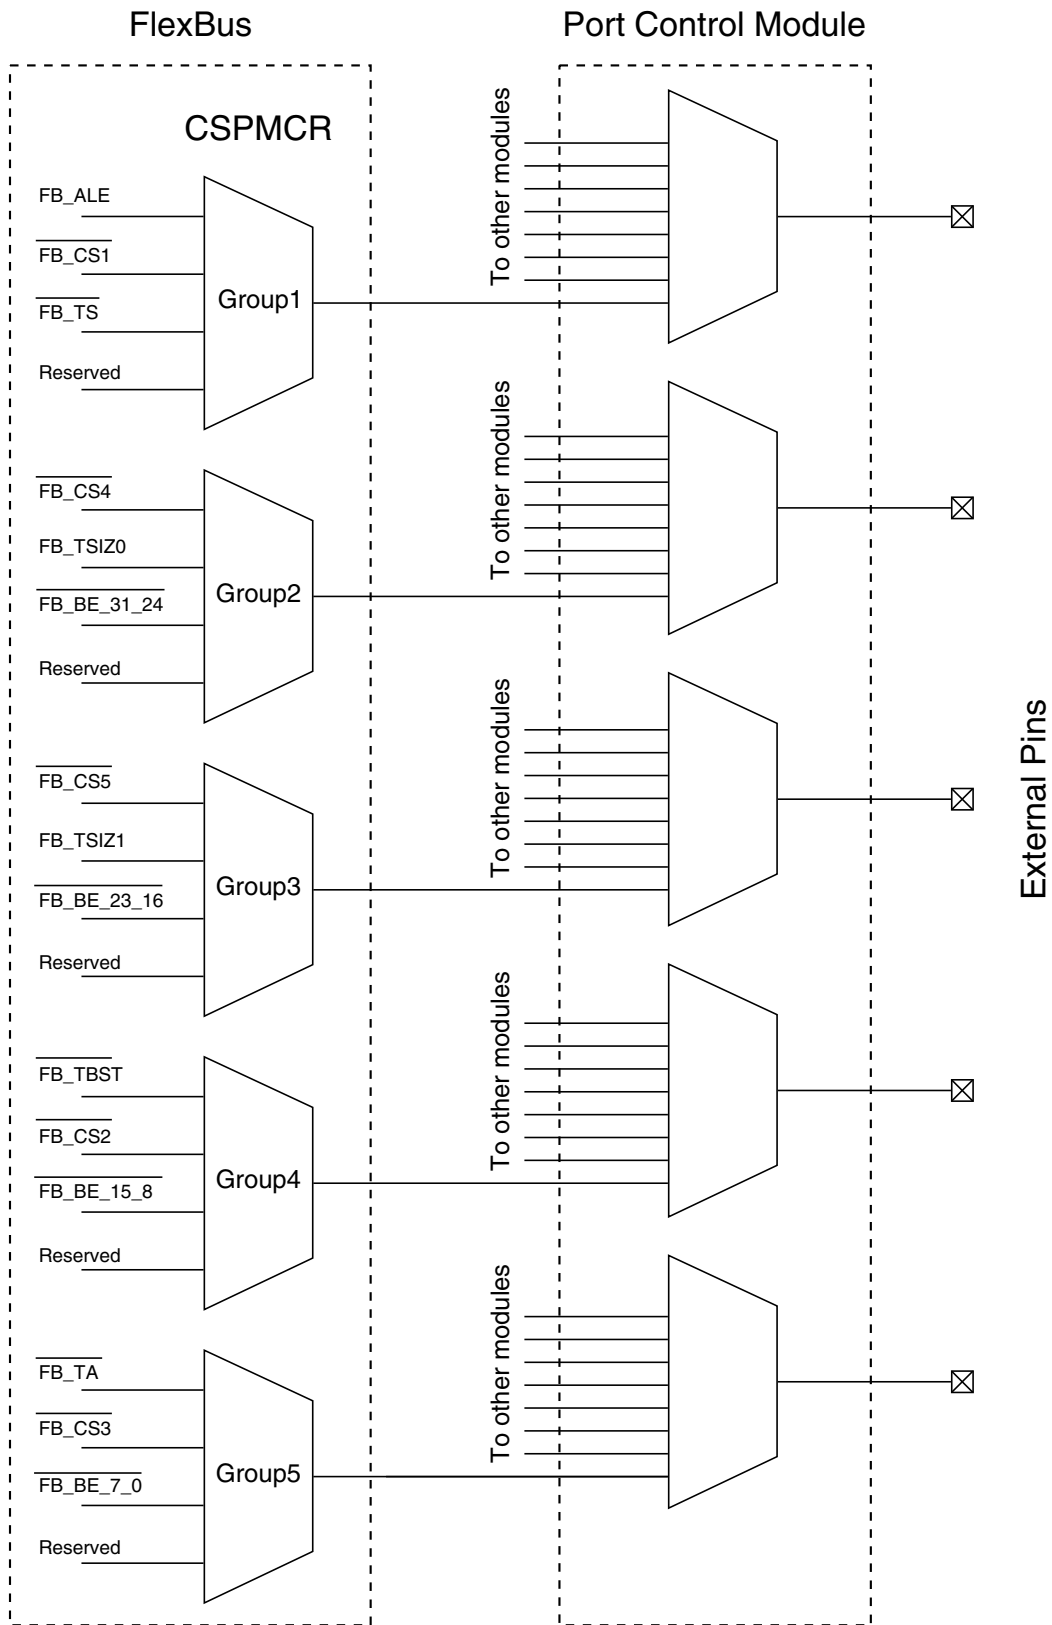 FlexBus
Port Control Module
CSPMCR
FB_ALE
FB_CS1
FB_TS
Reserved
Group1
To other modules
FB_CS4
FB_TSIZ0
FB_BE_31_24
Reserved
Group2
To other modules
FB_CS5
FB_TSIZ1
FB_BE_23_16
Reserved
Group3
To other modules
External Pins
FB_TBST
FB_CS2
FB_BE_15_8
Reserved
Group4
To other modules
FB_TA
FB_CS3
FB_BE_7_0
Reserved
Group5
To other modules